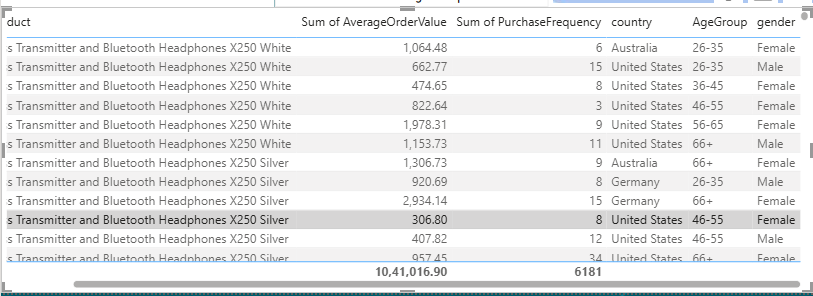 duct Sum of AverageOrderValue Sum of PurchaseFrequency country AgeGroup gender
s Transmitter and Bluetooth Headphones X250 White 1,064.48 6 Australia 26-35 Female
s Transmitter and Bluetooth Headphones X250 White 662.77 15 United States 26-35 Male
s Transmitter and Bluetooth Headphones X250 White 474.65 8 United States 36-45 Female
s Transmitter and Bluetooth Headphones X250 White 822.64 3 United States 46-55 Female
s Transmitter and Bluetooth Headphones X250 White 1,978.31 9 United States 56-65 Female
s Transmitter and Bluetooth Headphones X250 White 1,153.73 11 United States 66+ Male
s Transmitter and Bluetooth Headphones X250 Silver 1,306.73 9 Australia 66+ Female
s Transmitter and Bluetooth Headphones X250 Silver 920.69 8 Germany 26-35 Male
s Transmitter and Bluetooth Headphones X250 Silver 2,934.14 15 Germany 66+ Female
s Transmitter and Bluetooth Headphones X250 Silver 306.80 8 United States 46-55 Female
s Transmitter and Bluetooth Headphones X250 Silver 407.82 12 United States 46-55 Male
s Transmitter and Bluetooth Headphones X250 Silver 957.45 34 United States 66+ Female
10,41,016.90 6181